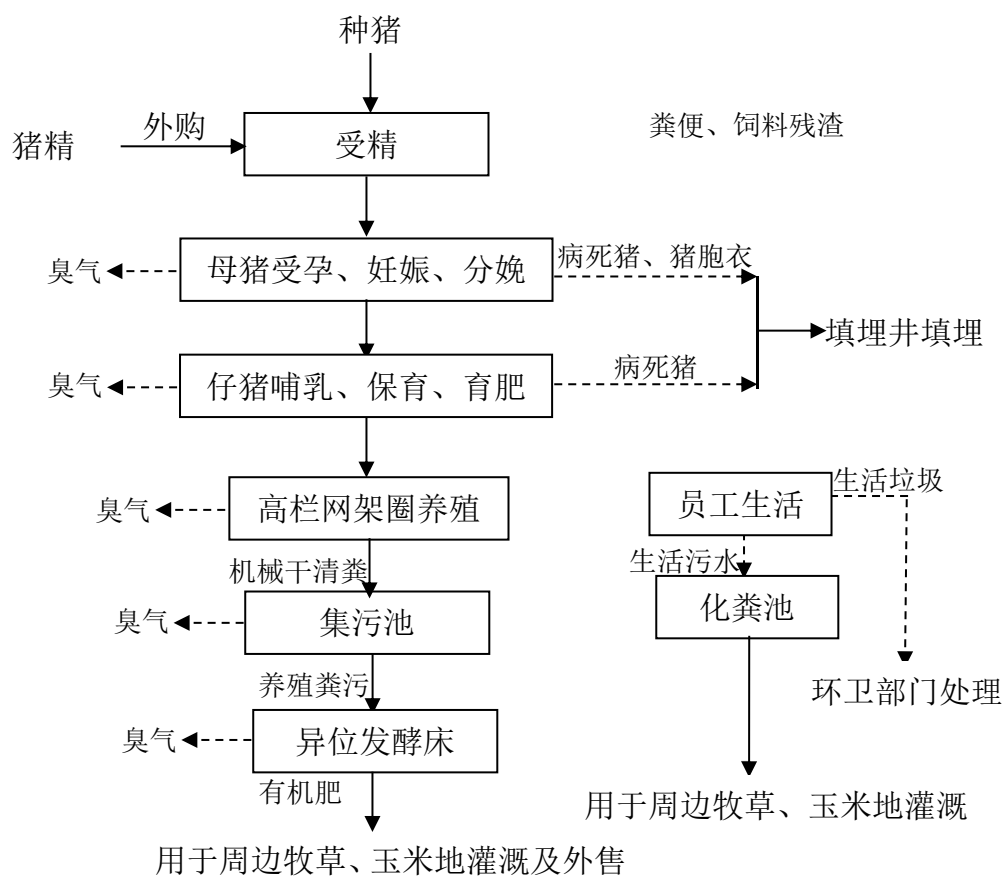 种猪
猪精
外购
受精
粪便、饲料残渣
臭气
母猪受孕、妊娠、分娩
病死猪、猪胞衣
填埋井填埋
臭气
仔猪哺乳、保育、育肥
病死猪
臭气
高栏网架圈养殖
员工生活
生活垃圾
机械干清粪
生活污水
臭气
集污池
化粪池
养殖粪污
环卫部门处理
臭气
异位发酵床
有机肥
用于周边牧草、玉米地灌溉
用于周边牧草、玉米地灌溉及外售